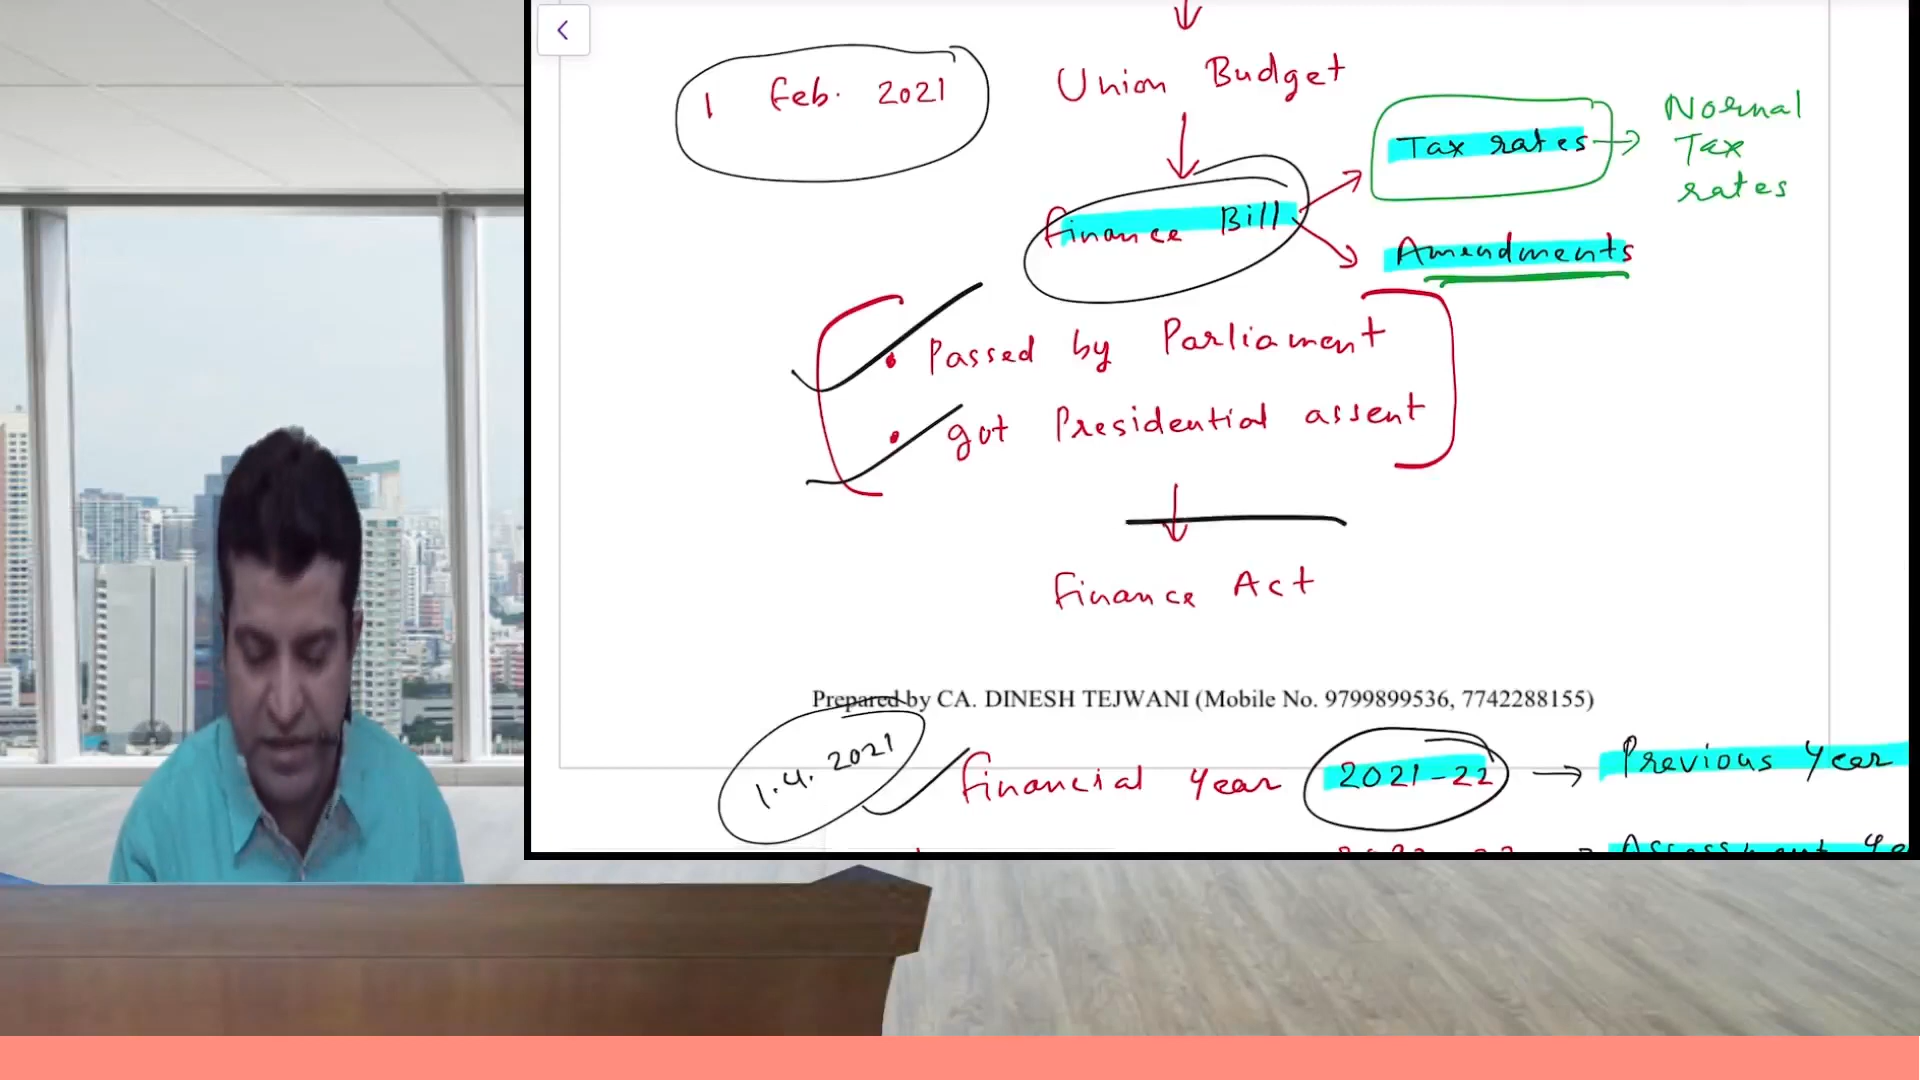 1 Feb. 2021
Union Budget
Finance Bill
Tax rates
Normal
Tax
rates
Amendments
Passed by Parliament
got Presidential assent
Finance Act
Prepared by CA. DINESH TEJWANI (Mobile No. 9799899536, 7742288155)
1.4.2021
Financial Year 2021-22
Previous Year